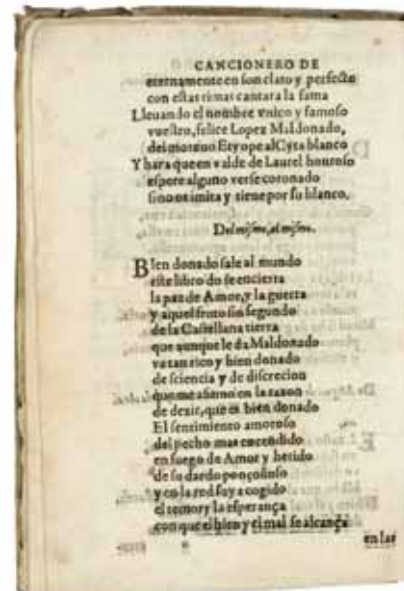 CANCIONERO DE
eternamente en son claro y perfecto
con estas rimas cantara la fama
Lleuando el nombre vnico y famoso
vuestro, felice Lopez Maldonado,
del moreno Etyope al Cyta blanco
Y hara que en valde de Laurel honroso
espere alguno verse coronado
sino os imita y tiene por su blanco.
Del mismo, al mismo.
Bien donado sale al mundo
este libro do se encierra
la paz de Amor, y la guerra
y aquel fruto sin segundo
de la Castellana tierra
que aunque le da Maldonado
va tan rico y bien donado
de sciencia y de discrecion
que me afirmo en la razon
de dezir, que es bien donado
El sentimiento amoroso
del pecho mas encendido
en fuego de Amor y herido
de su dardo ponçoñoso
y en la red suya cogido
el temor y la esperança
con que el bien y el mal se alcança
en las